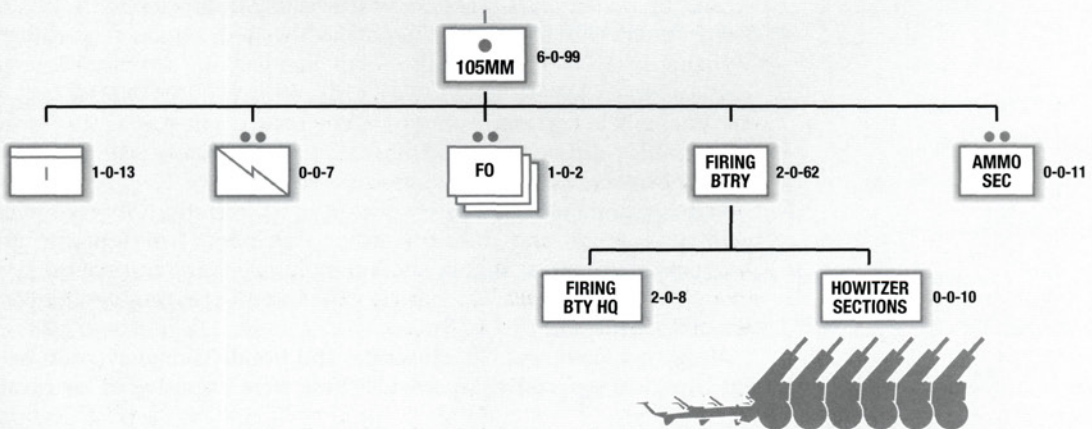 105MM
6-0-99
1-0-13
0-0-7
FO
1-0-2
FIRING
BTRY
2-0-62
AMMO
SEC
0-0-11
FIRING
BTY HQ
2-0-8
HOWITZER
SECTIONS
0-0-10